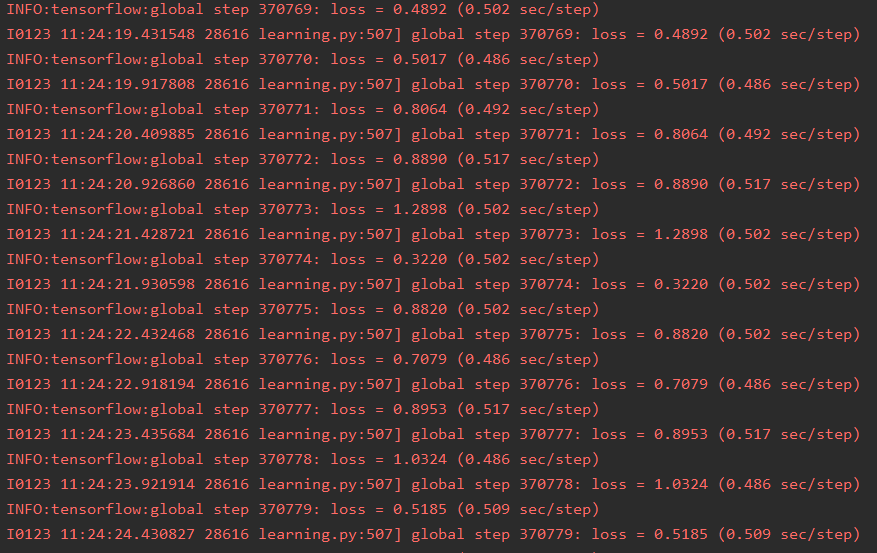 INFO:tensorflow:global step 370769: loss = 0.4892 (0.502 sec/step)
I0123 11:24:19.431548 28616 learning.py:507] global step 370769: loss = 0.4892 (0.502 sec/step)
INFO:tensorflow:global step 370770: loss = 0.5017 (0.486 sec/step)
I0123 11:24:19.917808 28616 learning.py:507] global step 370770: loss = 0.5017 (0.486 sec/step)
INFO:tensorflow:global step 370771: loss = 0.8064 (0.492 sec/step)
I0123 11:24:20.409885 28616 learning.py:507] global step 370771: loss = 0.8064 (0.492 sec/step)
INFO:tensorflow:global step 370772: loss = 0.8890 (0.517 sec/step)
I0123 11:24:20.926860 28616 learning.py:507] global step 370772: loss = 0.8890 (0.517 sec/step)
INFO:tensorflow:global step 370773: loss = 1.2898 (0.502 sec/step)
I0123 11:24:21.428721 28616 learning.py:507] global step 370773: loss = 1.2898 (0.502 sec/step)
INFO:tensorflow:global step 370774: loss = 0.3220 (0.502 sec/step)
I0123 11:24:21.930598 28616 learning.py:507] global step 370774: loss = 0.3220 (0.502 sec/step)
INFO:tensorflow:global step 370775: loss = 0.8820 (0.502 sec/step)
I0123 11:24:22.432468 28616 learning.py:507] global step 370775: loss = 0.8820 (0.502 sec/step)
INFO:tensorflow:global step 370776: loss = 0.7079 (0.486 sec/step)
I0123 11:24:22.918194 28616 learning.py:507] global step 370776: loss = 0.7079 (0.486 sec/step)
INFO:tensorflow:global step 370777: loss = 0.8953 (0.517 sec/step)
I0123 11:24:23.435684 28616 learning.py:507] global step 370777: loss = 0.8953 (0.517 sec/step)
INFO:tensorflow:global step 370778: loss = 1.0324 (0.486 sec/step)
I0123 11:24:23.921914 28616 learning.py:507] global step 370778: loss = 1.0324 (0.486 sec/step)
INFO:tensorflow:global step 370779: loss = 0.5185 (0.509 sec/step)
I0123 11:24:24.430827 28616 learning.py:507] global step 370779: loss = 0.5185 (0.509 sec/step)